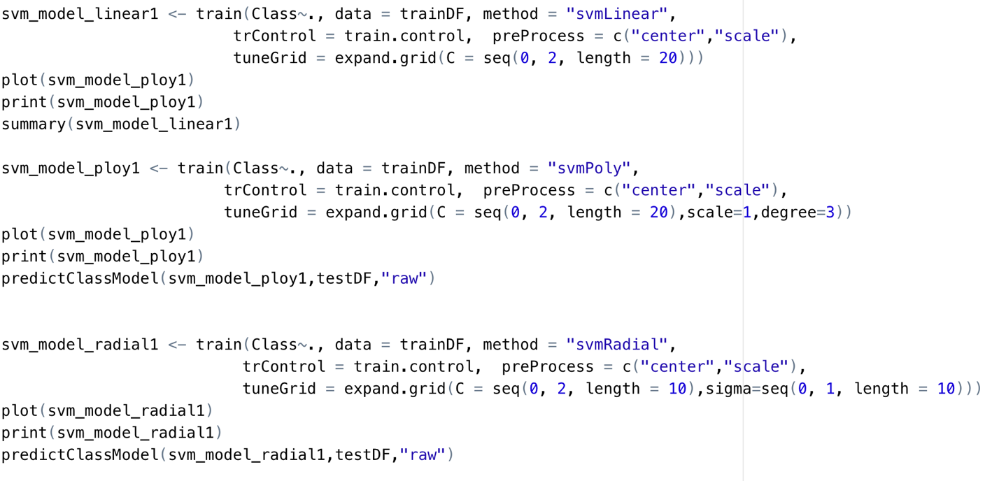 svm_model_linear1 <- train(Class~., data = trainDF, method = "svmLinear",
trControl = train.control,  preProcess = c("center","scale"),
tuneGrid = expand.grid(C = seq(0, 2, length = 20)))
plot(svm_model_ploy1)
print(svm_model_ploy1)
summary(svm_model_linear1)
svm_model_ploy1 <- train(Class~., data = trainDF, method = "svmPoly",
trControl = train.control,  preProcess = c("center","scale"),
tuneGrid = expand.grid(C = seq(0, 2, length = 20),scale=1,degree=3))
plot(svm_model_ploy1)
print(svm_model_ploy1)
predictClassModel(svm_model_ploy1,testDF,"raw")
svm_model_radial1 <- train(Class~., data = trainDF, method = "svmRadial",
trControl = train.control,  preProcess = c("center","scale"),
tuneGrid = expand.grid(C = seq(0, 2, length = 10),sigma=seq(0, 1, length = 10)))
plot(svm_model_radial1)
print(svm_model_radial1)
predictClassModel(svm_model_radial1,testDF,"raw")